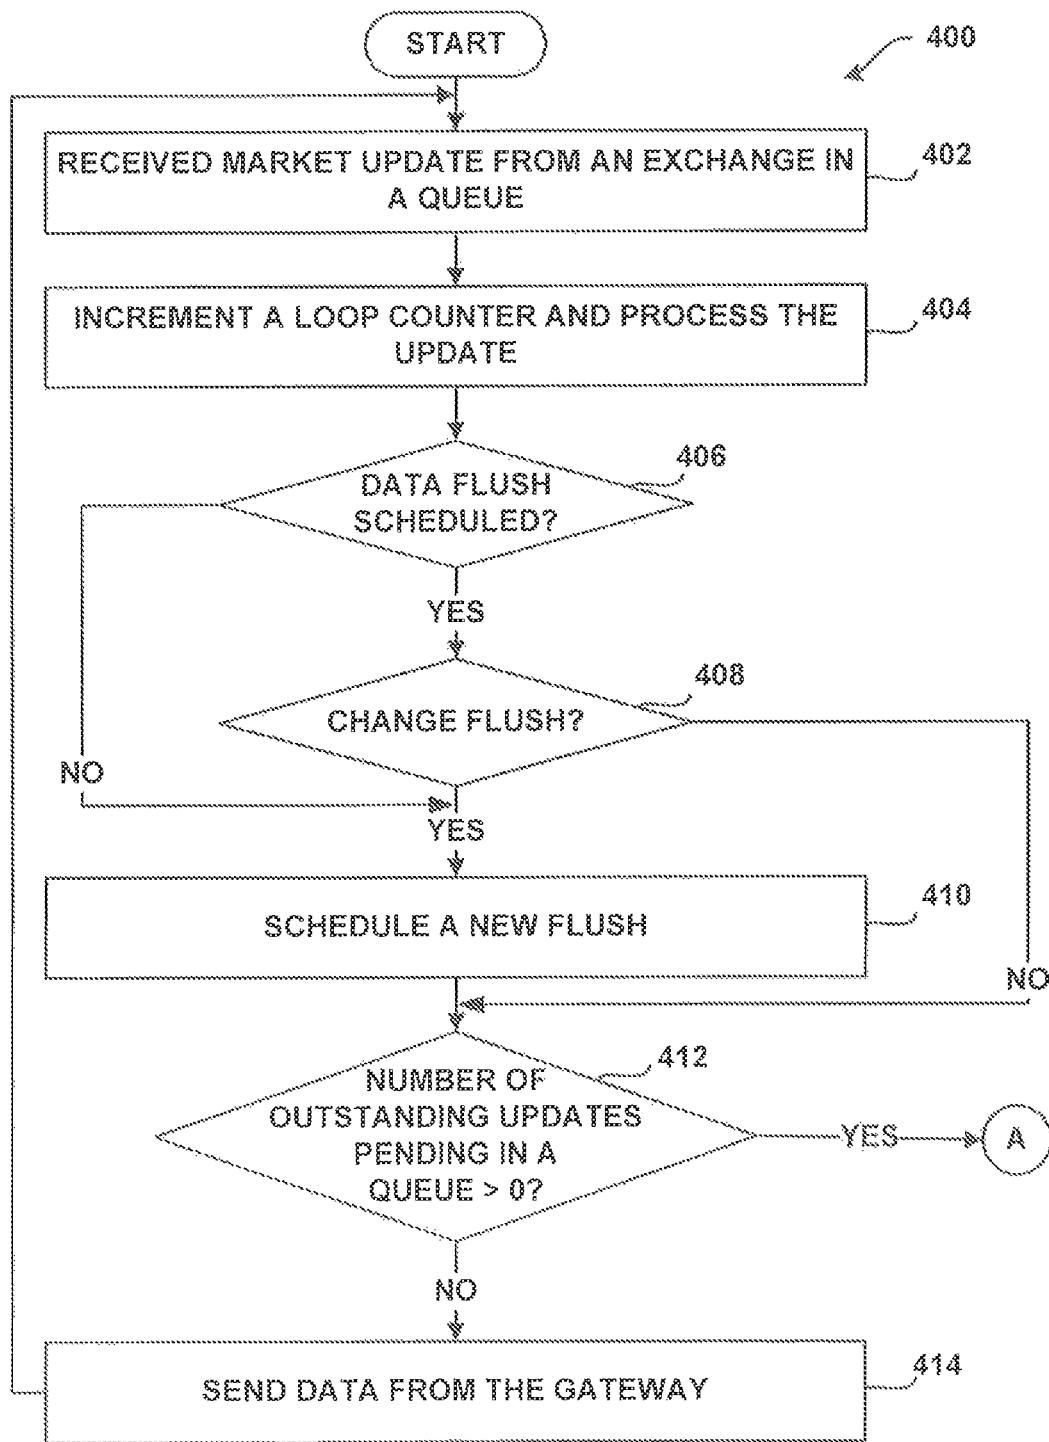 START
400
RECEIVED MARKET UPDATE FROM AN EXCHANGE IN
A QUEUE
402
INCREMENT A LOOP COUNTER AND PROCESS THE
UPDATE
404
DATA FLUSH
SCHEDULED?
406
YES
CHANGE FLUSH?
408
NO
YES
SCHEDULE A NEW FLUSH
410
NO
NUMBER OF
OUTSTANDING UPDATES
PENDING IN A
QUEUE > 0?
412
YES
A
NO
SEND DATA FROM THE GATEWAY
414